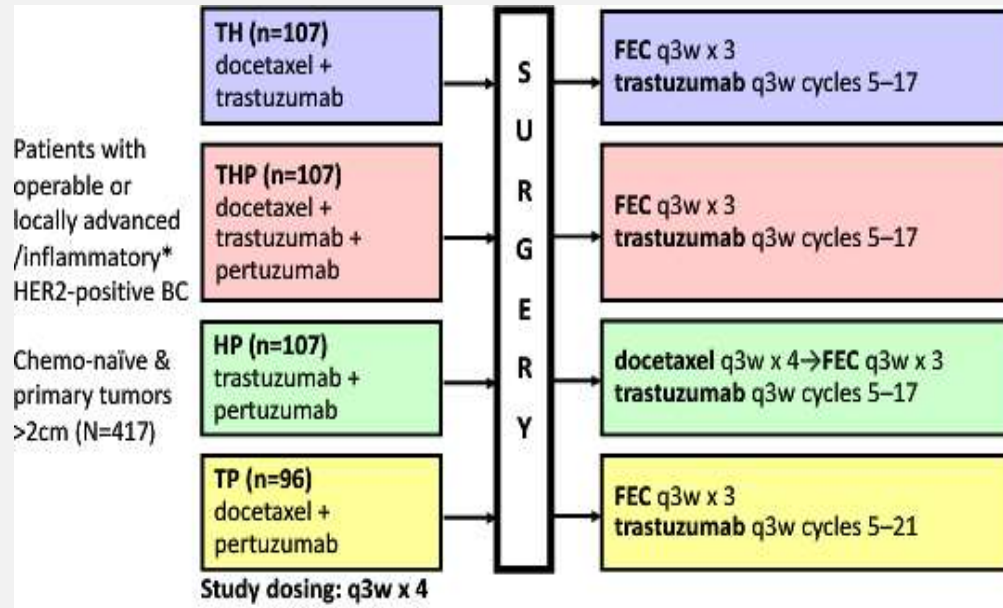 Patients with
operable or
locally advanced
/inflammatory*
HER2-positive BC
Chemo-naïve &
primary tumors
>2cm (N=417)
TH (n=107)
docetaxel +
trastuzumab
THP (n=107)
docetaxel +
trastuzumab +
pertuzumab
HP (n=107)
trastuzumab +
pertuzumab
TP (n=96)
docetaxel +
pertuzumab
Study dosing: q3w x 4
S
U
R
G
E
R
Y
FEC q3w x 3
trastuzumab q3w cycles 5–17
FEC q3w x 3
trastuzumab q3w cycles 5–17
docetaxel q3w x 4→FEC q3w x 3
trastuzumab q3w cycles 5–17
FEC q3w x 3
trastuzumab q3w cycles 5–21